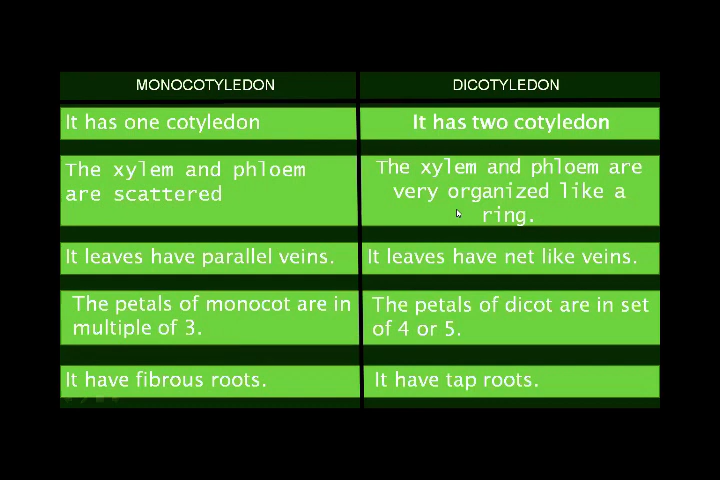 MONOCOTYLEDON
DICOTYLEDON
It has one cotyledon
It has two cotyledon
The xylem and phloem
are scattered
The xylem and phloem are
very organized like a
ring.
It leaves have parallel veins.
It leaves have net like veins.
The petals of monocot are in
multiple of 3.
The petals of dicot are in set
of 4 or 5.
It have fibrous roots.
It have tap roots.